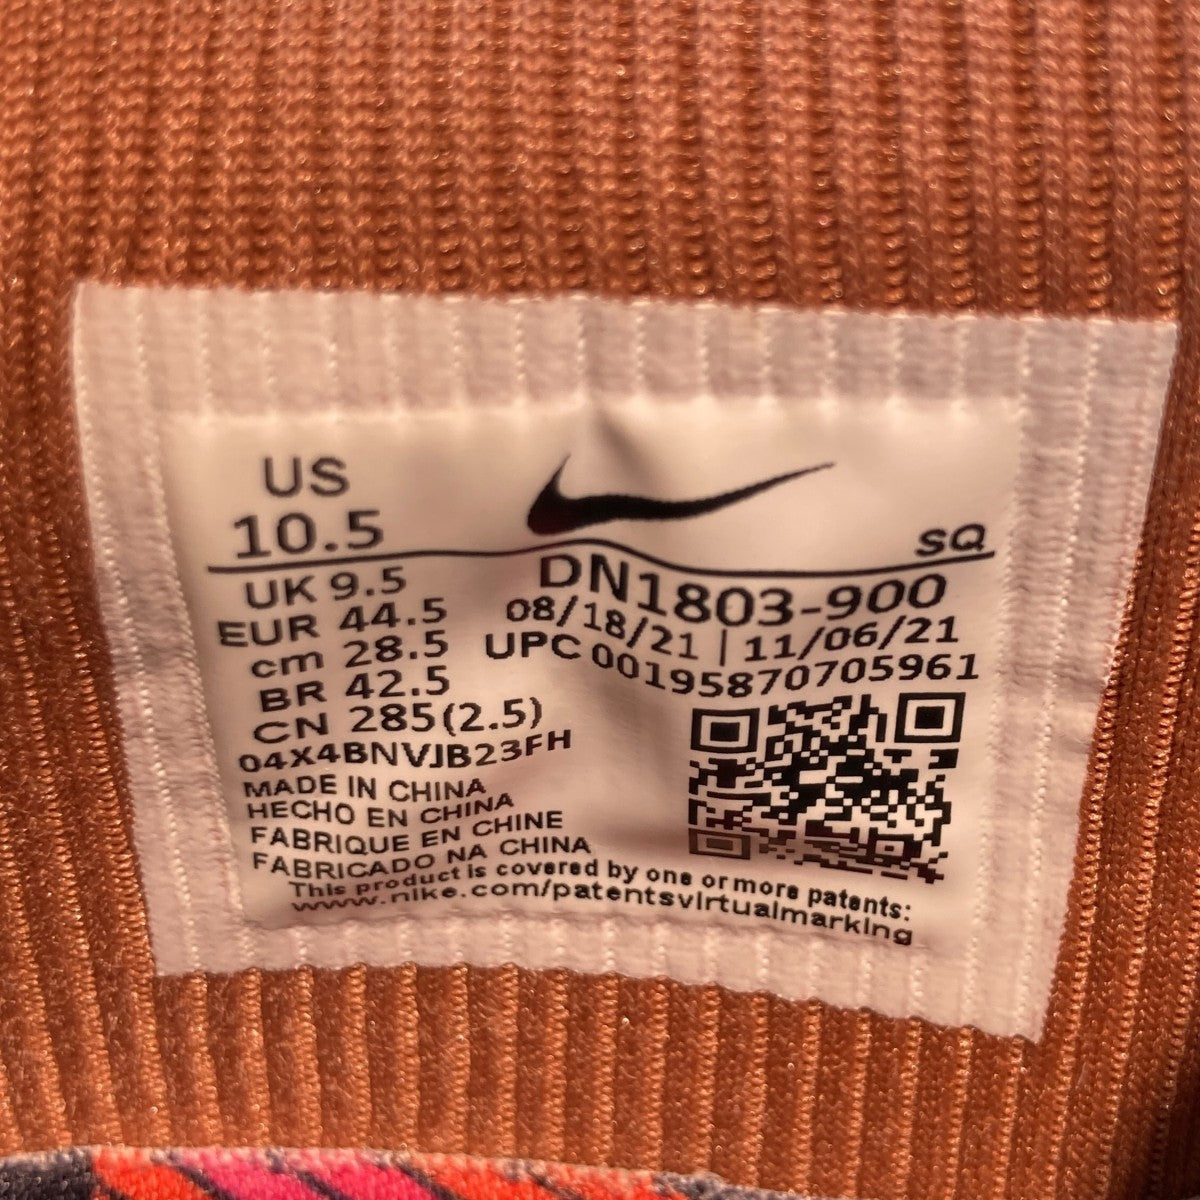 US
10.5
SQ
UK 9.5
EUR 44.5
cm 28.5
BR 42.5
CN 285(2.5)
04X4BNVJB23FH
DN1803-900
08/18/21 | 11/06/21
UPC 00195870705961
MADE IN CHINA
HECHO EN CHINA
FABRIQUE EN CHINE
FABRICADO NA CHINA
This product is covered by one or more patents:
www.nike.com/patentsvirtualmarking